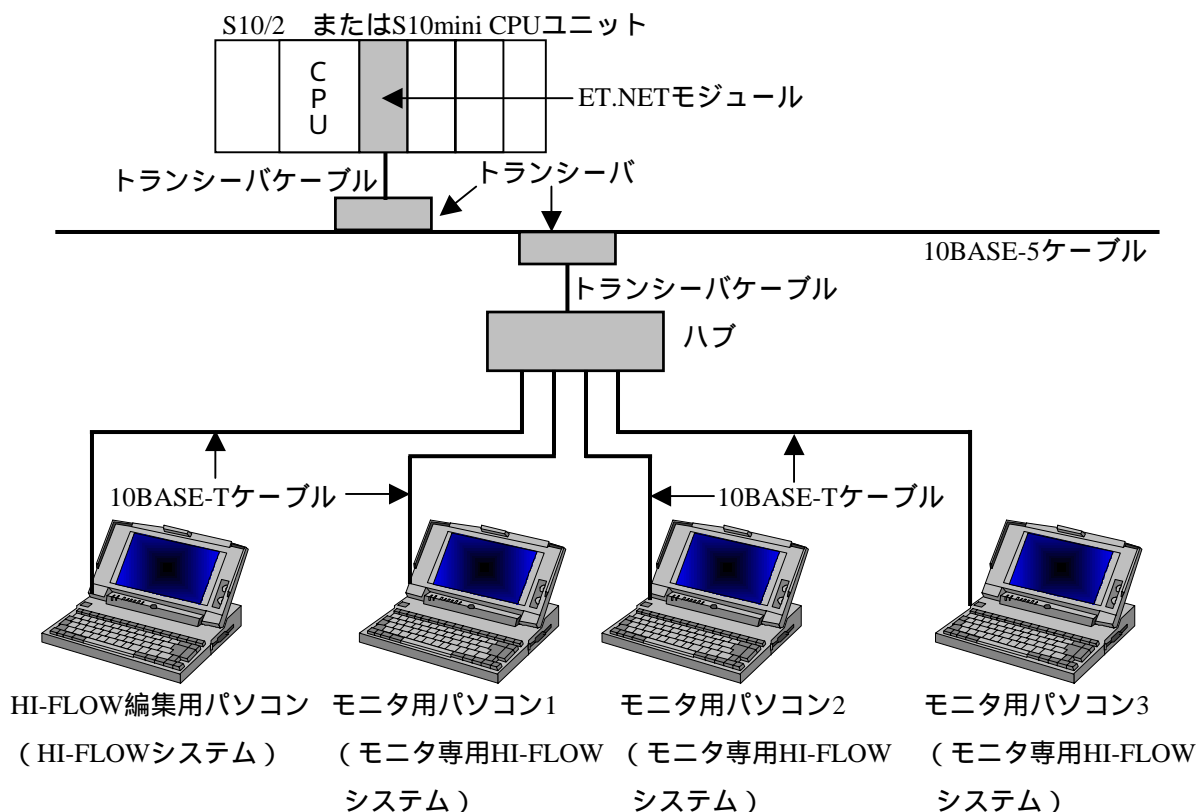 S10/2　またはS10mini CPUユニット
CPU
ET.NETモジュール
トランシーバケーブル
トランシーバ
10BASE-5ケーブル
トランシーバケーブル
ハブ
10BASE-Tケーブル
10BASE-Tケーブル
HI-FLOW編集用パソコン
（HI-FLOWシステム）
モニタ用パソコン1
（モニタ専用HI-FLOW
システム）
モニタ用パソコン2
（モニタ専用HI-FLOW
システム）
モニタ用パソコン3
（モニタ専用HI-FLOW
システム）